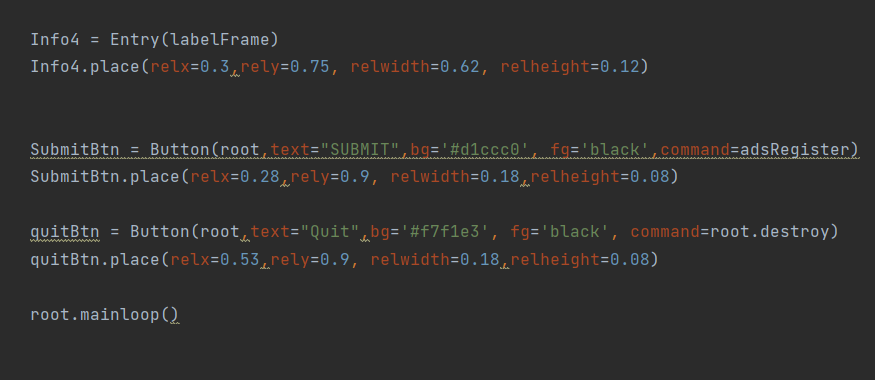 Info4 = Entry(labelFrame)
Info4.place(relx=0.3,rely=0.75, relwidth=0.62, relheight=0.12)
SubmitBtn = Button(root,text="SUBMIT",bg='#d1ccc0', fg='black',command=adsRegister)
SubmitBtn.place(relx=0.28,rely=0.9, relwidth=0.18,relheight=0.08)
quitBtn = Button(root,text="Quit",bg='#f7f1e3', fg='black', command=root.destroy)
quitBtn.place(relx=0.53,rely=0.9, relwidth=0.18,relheight=0.08)
root.mainloop()